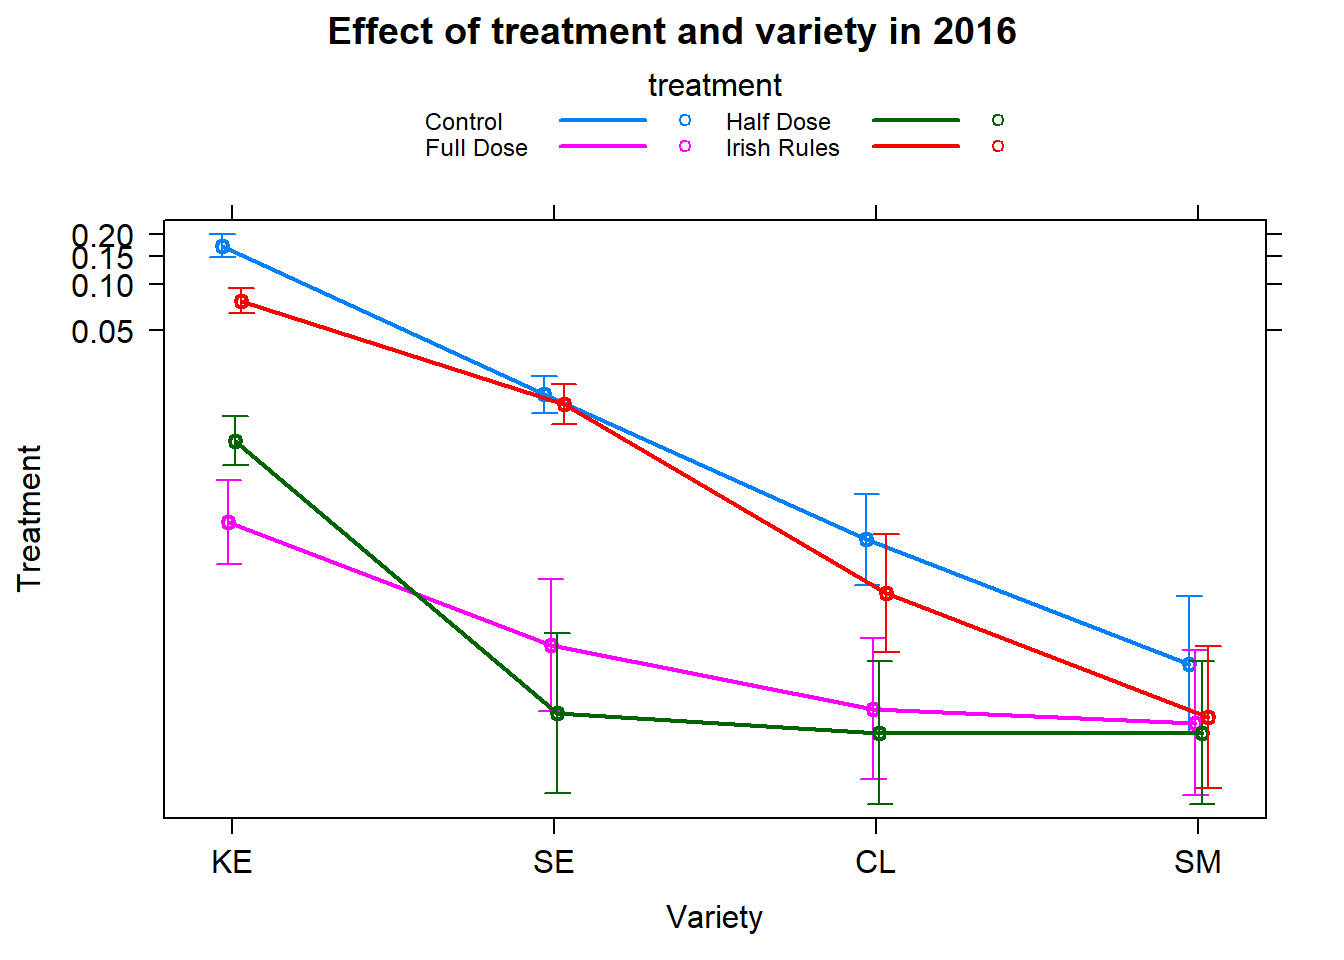 Effect of treatment and variety in 2016
treatment
Control Half Dose
Full Dose Irish Rules
0.20
0.15
0.10
0.05
Treatment
KE SE CL SM
Variety